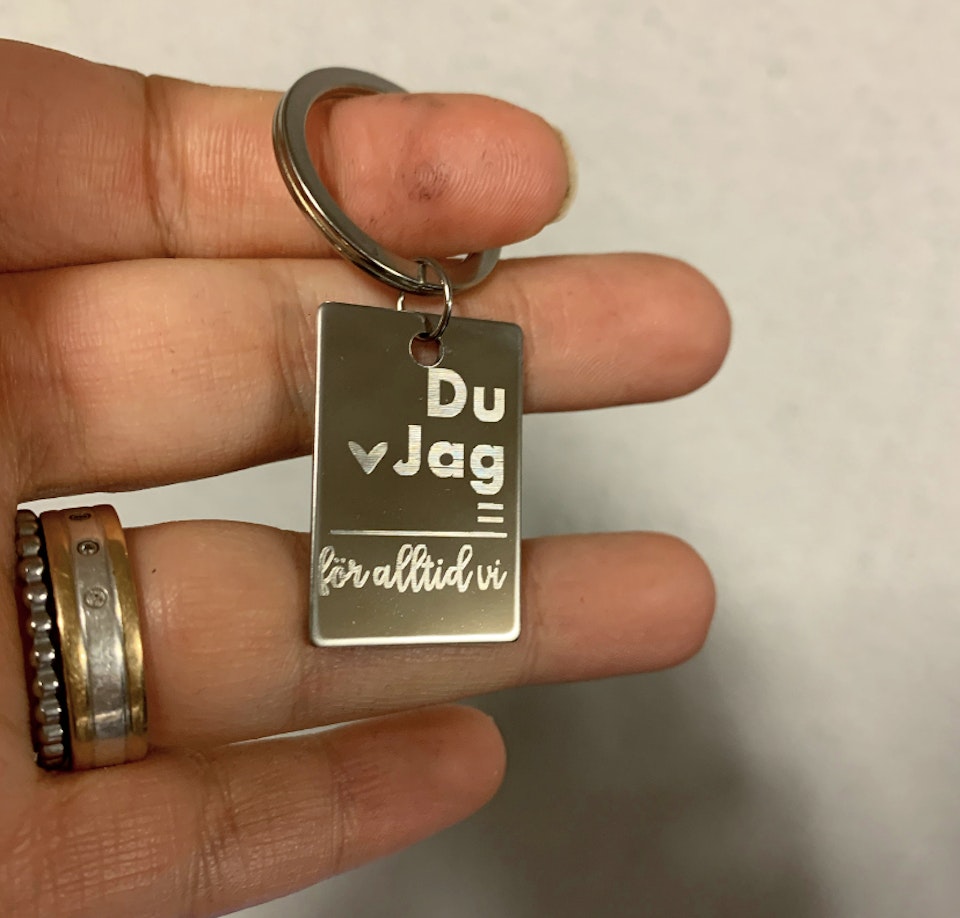 Du
♥ Jag
=
för alltid vi